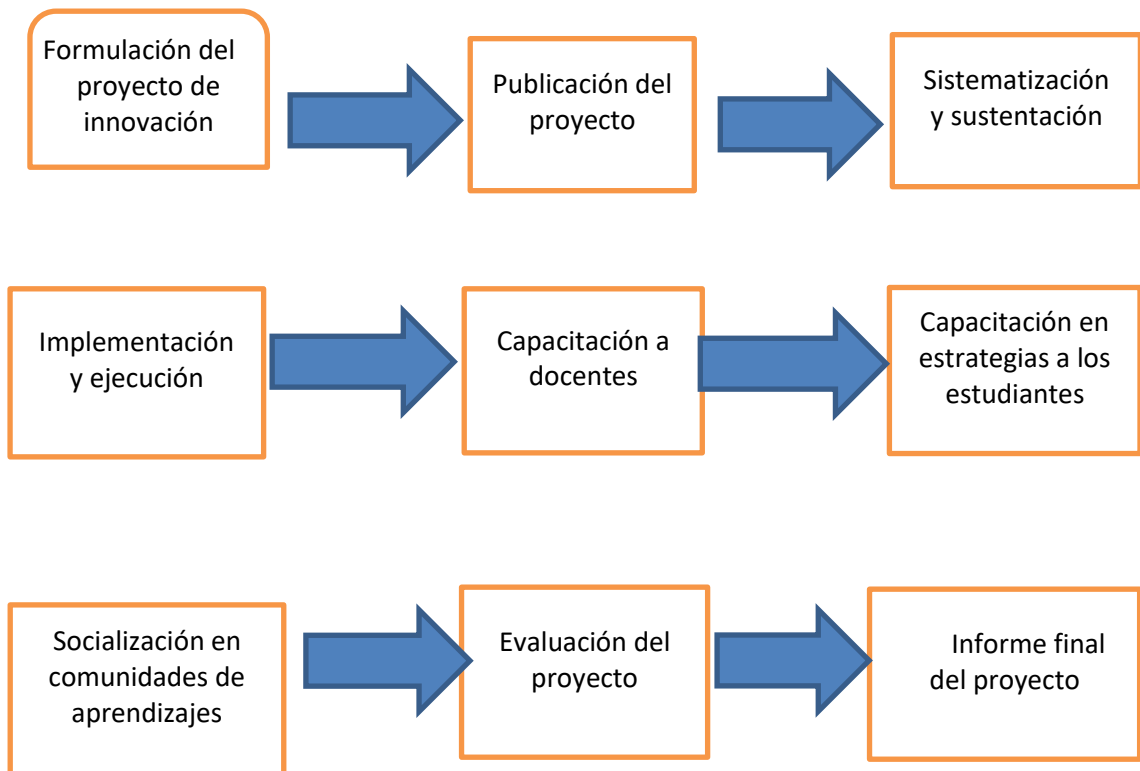 Formulación del
proyecto de
innovación
Publicación del
proyecto
Sistematización
y sustentación
Implementación
y ejecución
Capacitación a
docentes
Capacitación en
estrategias a los
estudiantes
Socialización en
comunidades de
aprendizajes
Evaluación del
proyecto
Informe final
del proyecto